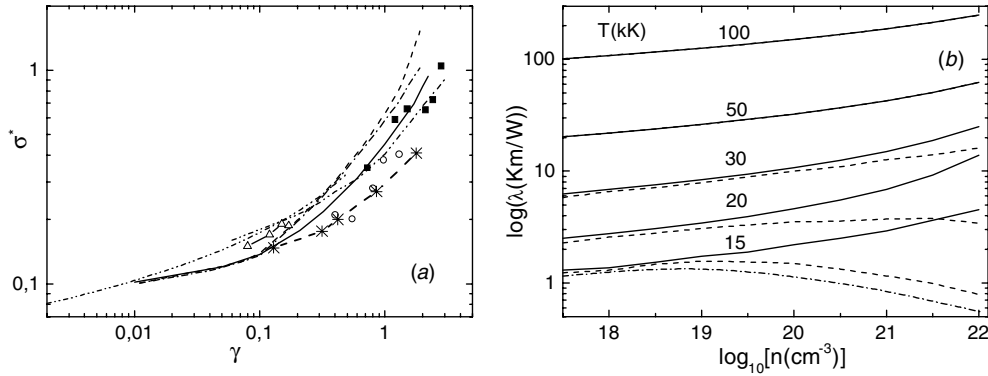 1
0,1
σ*
0,01
0,1
1
γ
(a)
T(kK)
100
50
30
20
15
(b)
100
10
1
log(λ(Km/W)
18
19
20
21
22
log₁₀[n(cm⁻³)]